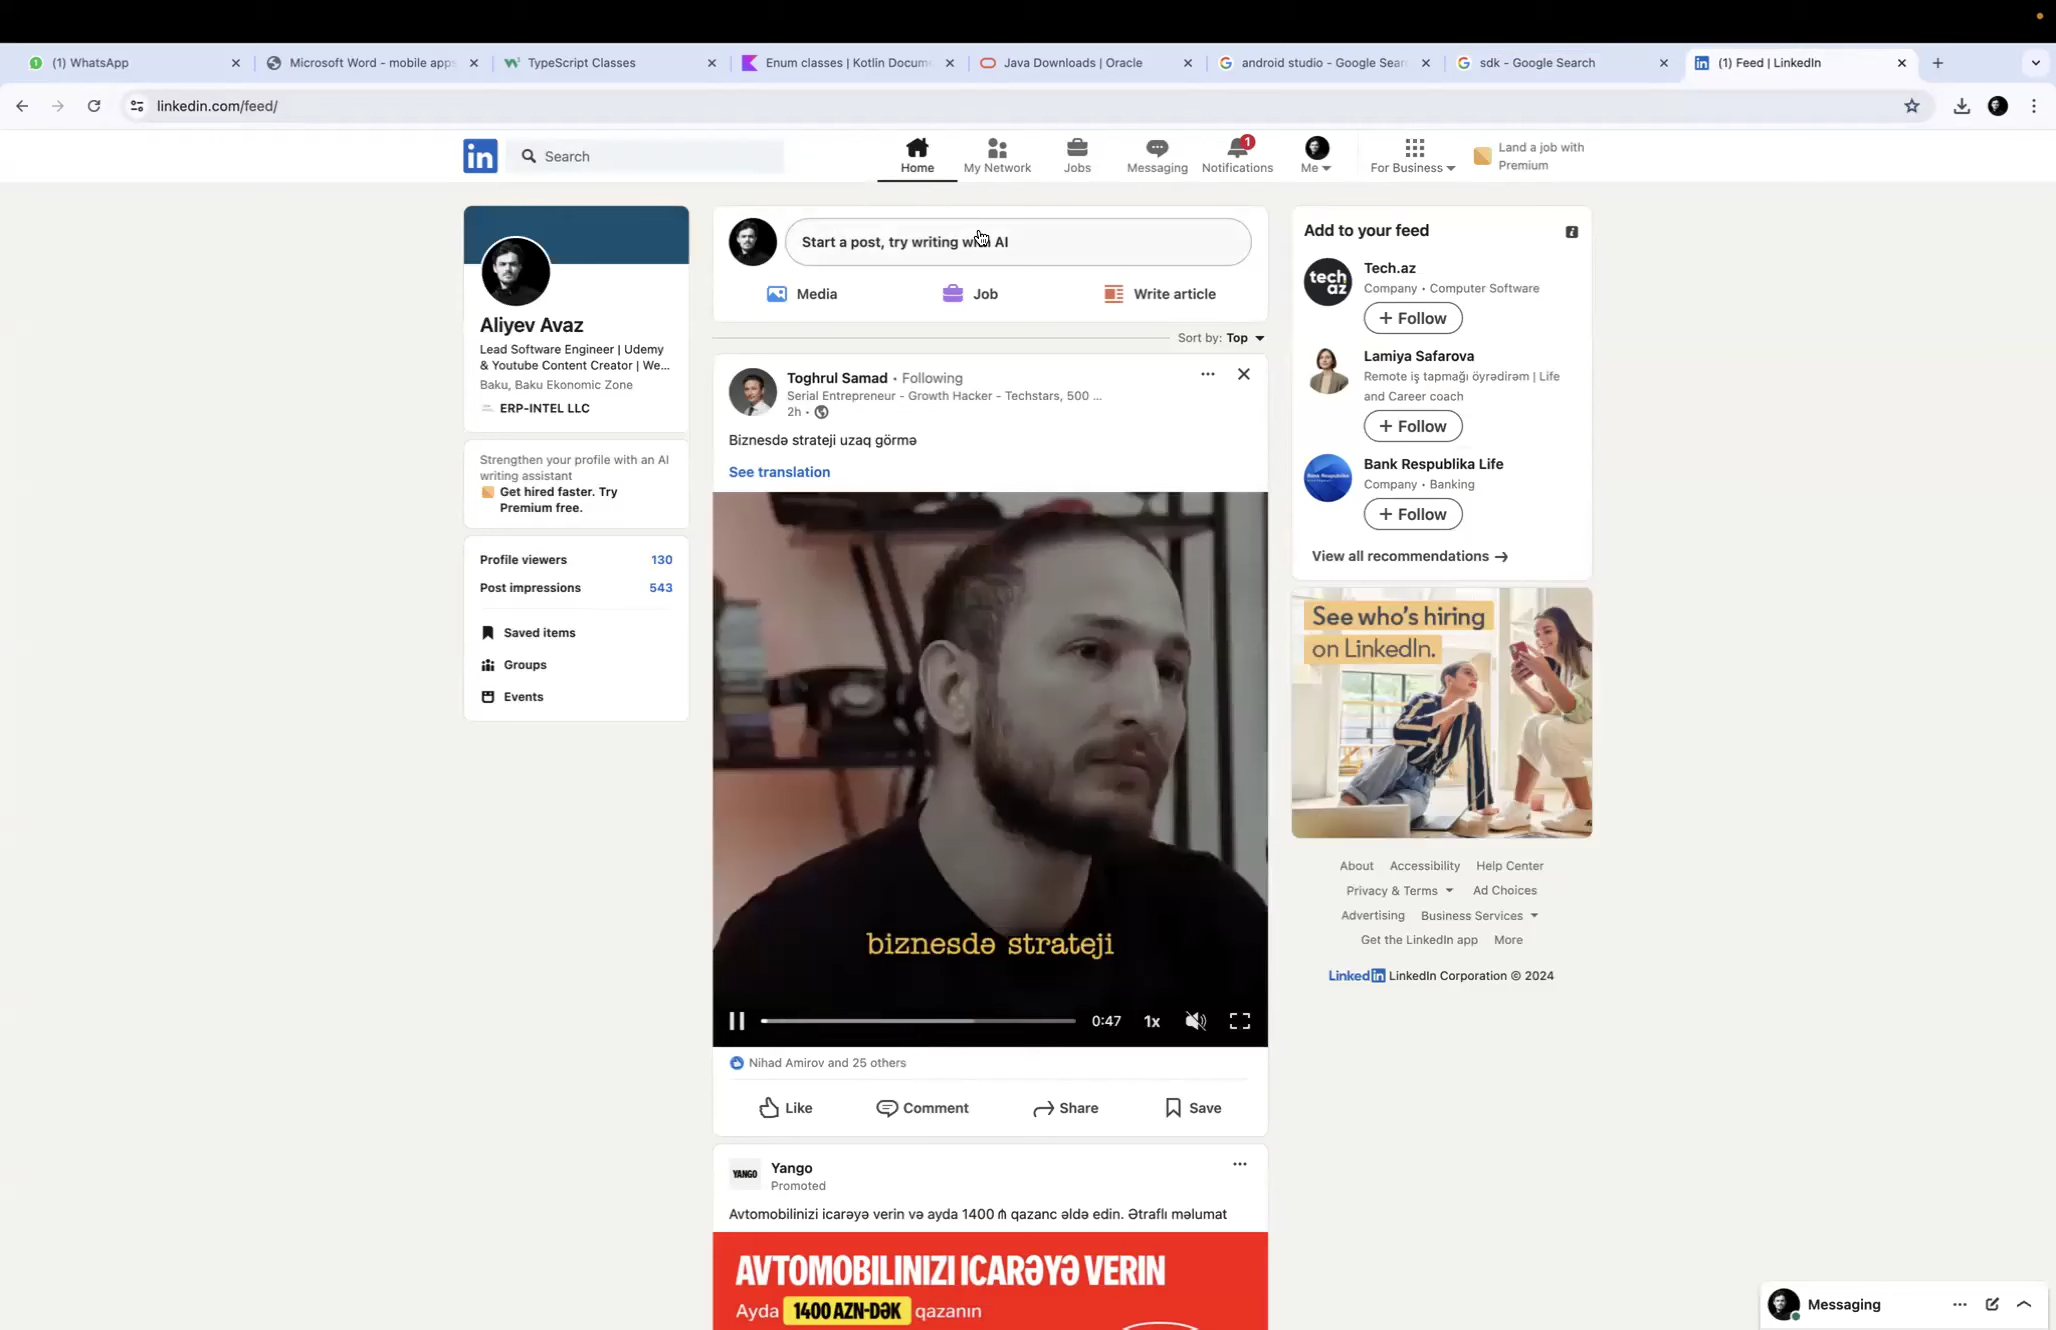 (1) WhatsApp
Microsoft Word - mobile apps
TypeScript Classes
Enum classes | Kotlin Docum
Java Downloads | Oracle
android studio - Google Sear
sdk - Google Search
(1) Feed | LinkedIn
linkedin.com/feed/
in
Search
Home
My Network
Jobs
Messaging
1
Notifications
Me
For Business
Land a job with
Premium
Aliyev Avaz
Lead Software Engineer | Udemy
& Youtube Content Creator | We...
Baku, Baku Ekonomic Zone
ERP-INTEL LLC
Strengthen your profile with an AI
writing assistant
Get hired faster. Try
Premium free.
Profile viewers 130
Post impressions 543
Saved items
Groups
Events
Start a post, try writing with AI
Media
Job
Write article
Sort by: Top
Toghrul Samad • Following
Serial Entrepreneur - Growth Hacker - Techstars, 500 ...
2h •
Biznesdə strateji uzaq görmə
See translation
biznesdə strateji
0:47
1x
Nihad Amirov and 25 others
Like
Comment
Share
Save
YANGO
Yango
Promoted
Avtomobilinizi icarəyə verin və ayda 1400 ₼ qazanc əldə edin. Ətraflı məlumat
AVTOMOBILINIZI ICARƏYƏ VERIN
Ayda 1400 AZN-DƏK qazanın
Add to your feed
tech
az
Tech.az
Company • Computer Software
+ Follow
Lamiya Safarova
Remote iş tapmağı öyrədirəm | Life
and Career coach
+ Follow
Bank Respublika Life
Company • Banking
+ Follow
View all recommendations →
See who's hiring
on LinkedIn.
About Accessibility Help Center
Privacy & Terms Ad Choices
Advertising Business Services
Get the LinkedIn app More
LinkedIn LinkedIn Corporation © 2024
Messaging